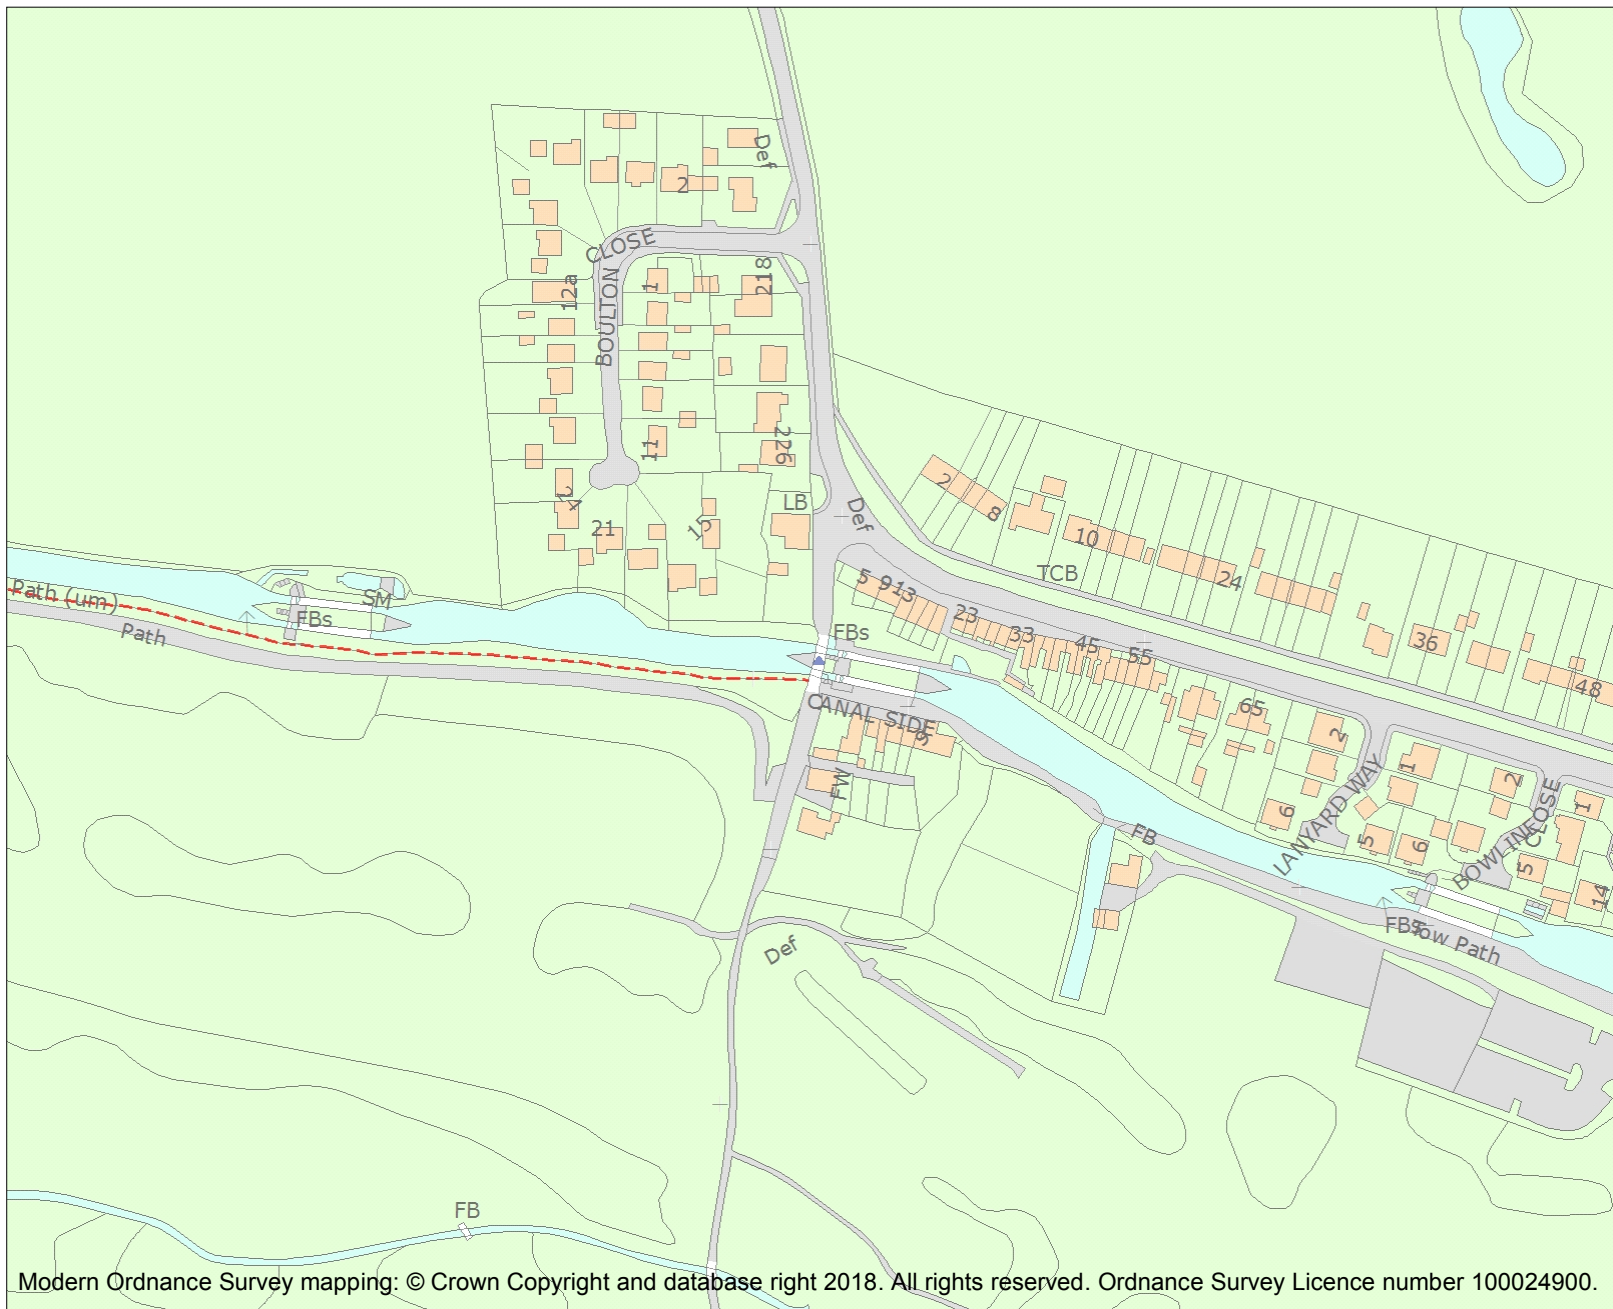 Def
2
CLOSE
218
12a
1
BOULTON
226
11
2
24
LB
Def
8
21
15
10
TCB
24
5 9 13
Path (um)
SM
FBs
23
FBs
33
45
55
36
Path
48
CANAL SIDE
9
65
2
FW
1
2
LANYARD WAY
6
1
FB
5
6
CLOSE
BOWLINE
5
14
FBs
Tow Path
Def
FB
Modern Ordnance Survey mapping: © Crown Copyright and database right 2018. All rights reserved. Ordnance Survey Licence number 100024900.